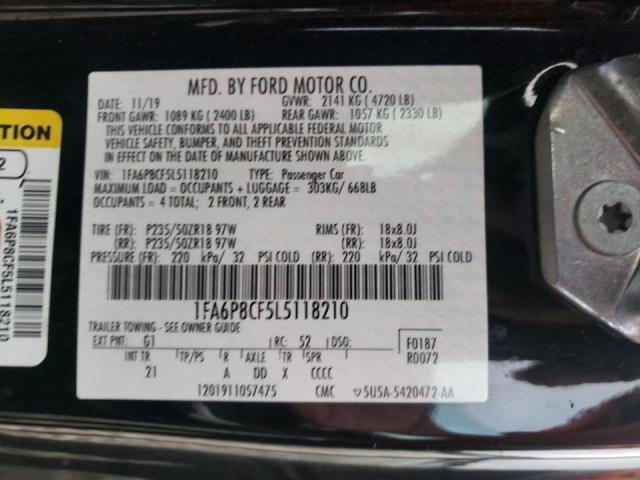 MFD. BY FORD MOTOR CO.
DATE: 11/19 GVWR: 2141 KG ( 4720 LB)
FRONT GAWR: 1089 KG ( 2400 LB) REAR GAWR: 1057 KG ( 2330 LB)
THIS VEHICLE CONFORMS TO ALL APPLICABLE FEDERAL MOTOR
VEHICLE SAFETY, BUMPER, AND THEFT PREVENTION STANDARDS
IN EFFECT ON THE DATE OF MANUFACTURE SHOWN ABOVE.
VIN: 1FA6P8CF5L5118210 TYPE: Passenger Car
MAXIMUM LOAD = OCCUPANTS + LUGGAGE = 303KG/ 668LB
OCCUPANTS = 4 TOTAL; 2 FRONT, 2 REAR
TIRE (FR): P235/50ZR18 97W RIMS (FR): 18x8.0J
(RR): P235/50ZR18 97W (RR): 18x8.0J
PRESSURE: (FR): 220 kPa/ 32 PSI COLD (RR): 220 kPa/ 32 PSI COLD
1FA6P8CF5L5118210
TRAILER TOWING - SEE OWNER GUIDE
EXT PNT: G1 RC: 52 DSO: F0187
R0072
INT TR TP/PS R AXLE TR SPR
21 A DD X CCCC
1201911057475 CMC ▽5U5A-5420472-AA
TION
2
1FA6P8CF5L5118210